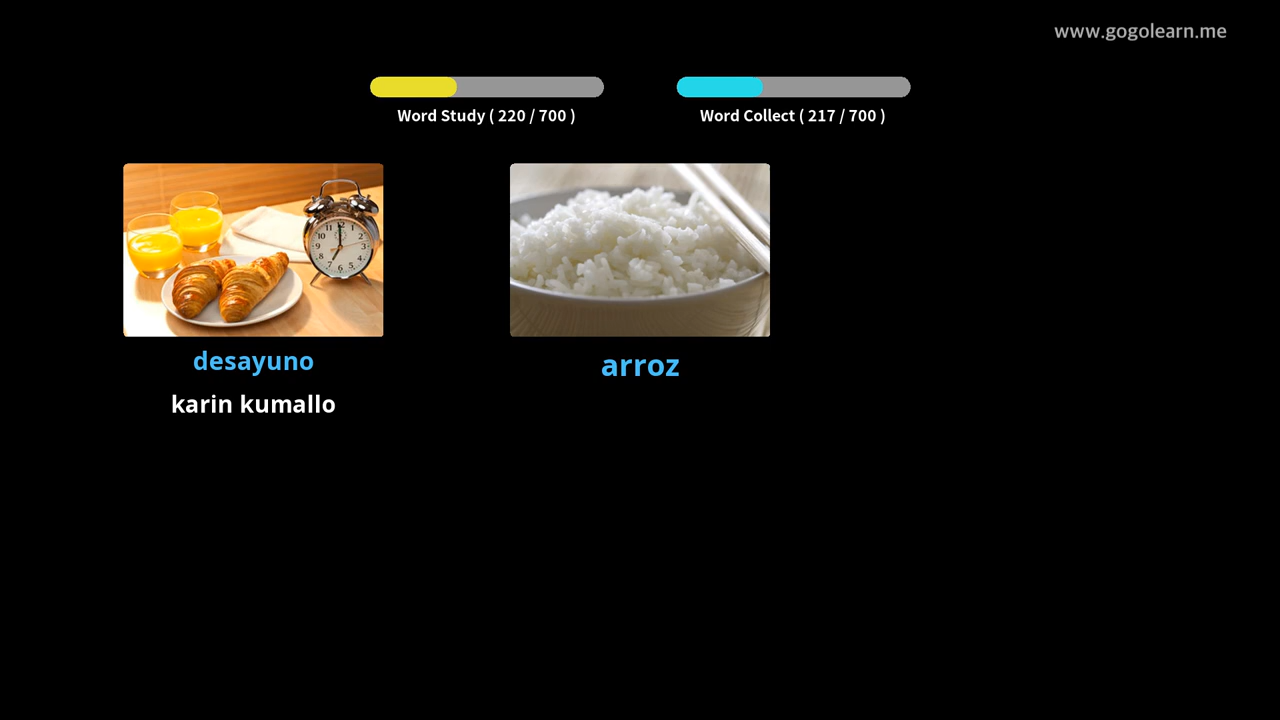 www.gogolearn.me
Word Study ( 220 / 700 )
Word Collect ( 217 / 700 )
desayuno
karin kumallo
arroz